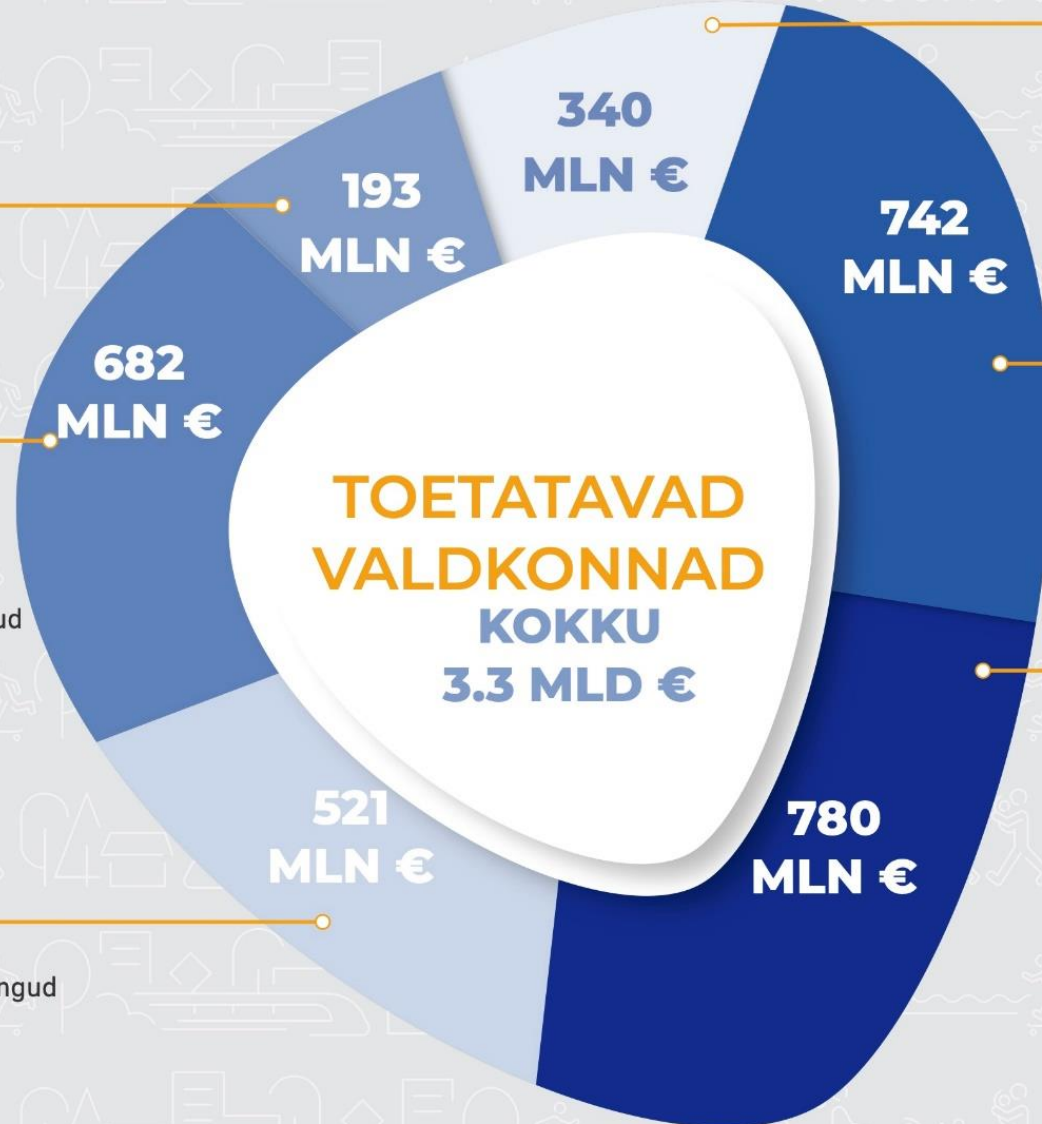 340
MLN €
193
MLN €
742
MLN €
682
MLN €
TOETATAVAD
VALDKONNAD
KOKKU
3.3 MLD €
521
MLN €
780
MLN €